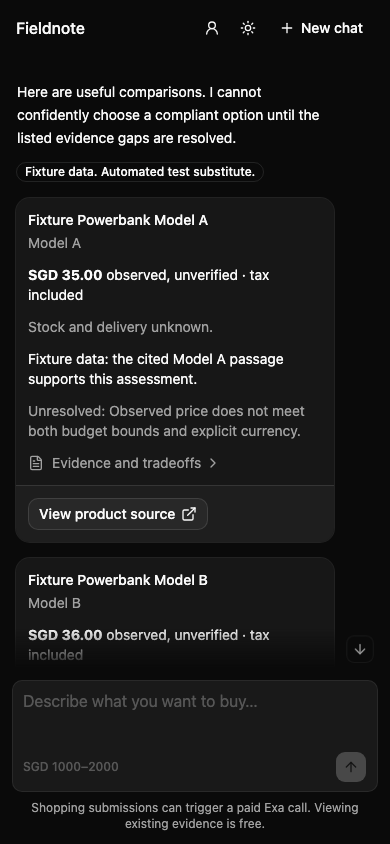 Fieldnote
New chat
Here are useful comparisons. I cannot
confidently choose a compliant option until the
listed evidence gaps are resolved.
Fixture data. Automated test substitute.
Fixture Powerbank Model A
Model A
SGD 35.00 observed, unverified · tax
included
Stock and delivery unknown.
Fixture data: the cited Model A passage
supports this assessment.
Unresolved: Observed price does not meet
both budget bounds and explicit currency.
Evidence and tradeoffs
View product source
Fixture Powerbank Model B
Model B
SGD 36.00 observed, unverified · tax
included
Describe what you want to buy...
SGD 1000–2000
Shopping submissions can trigger a paid Exa call. Viewing
existing evidence is free.